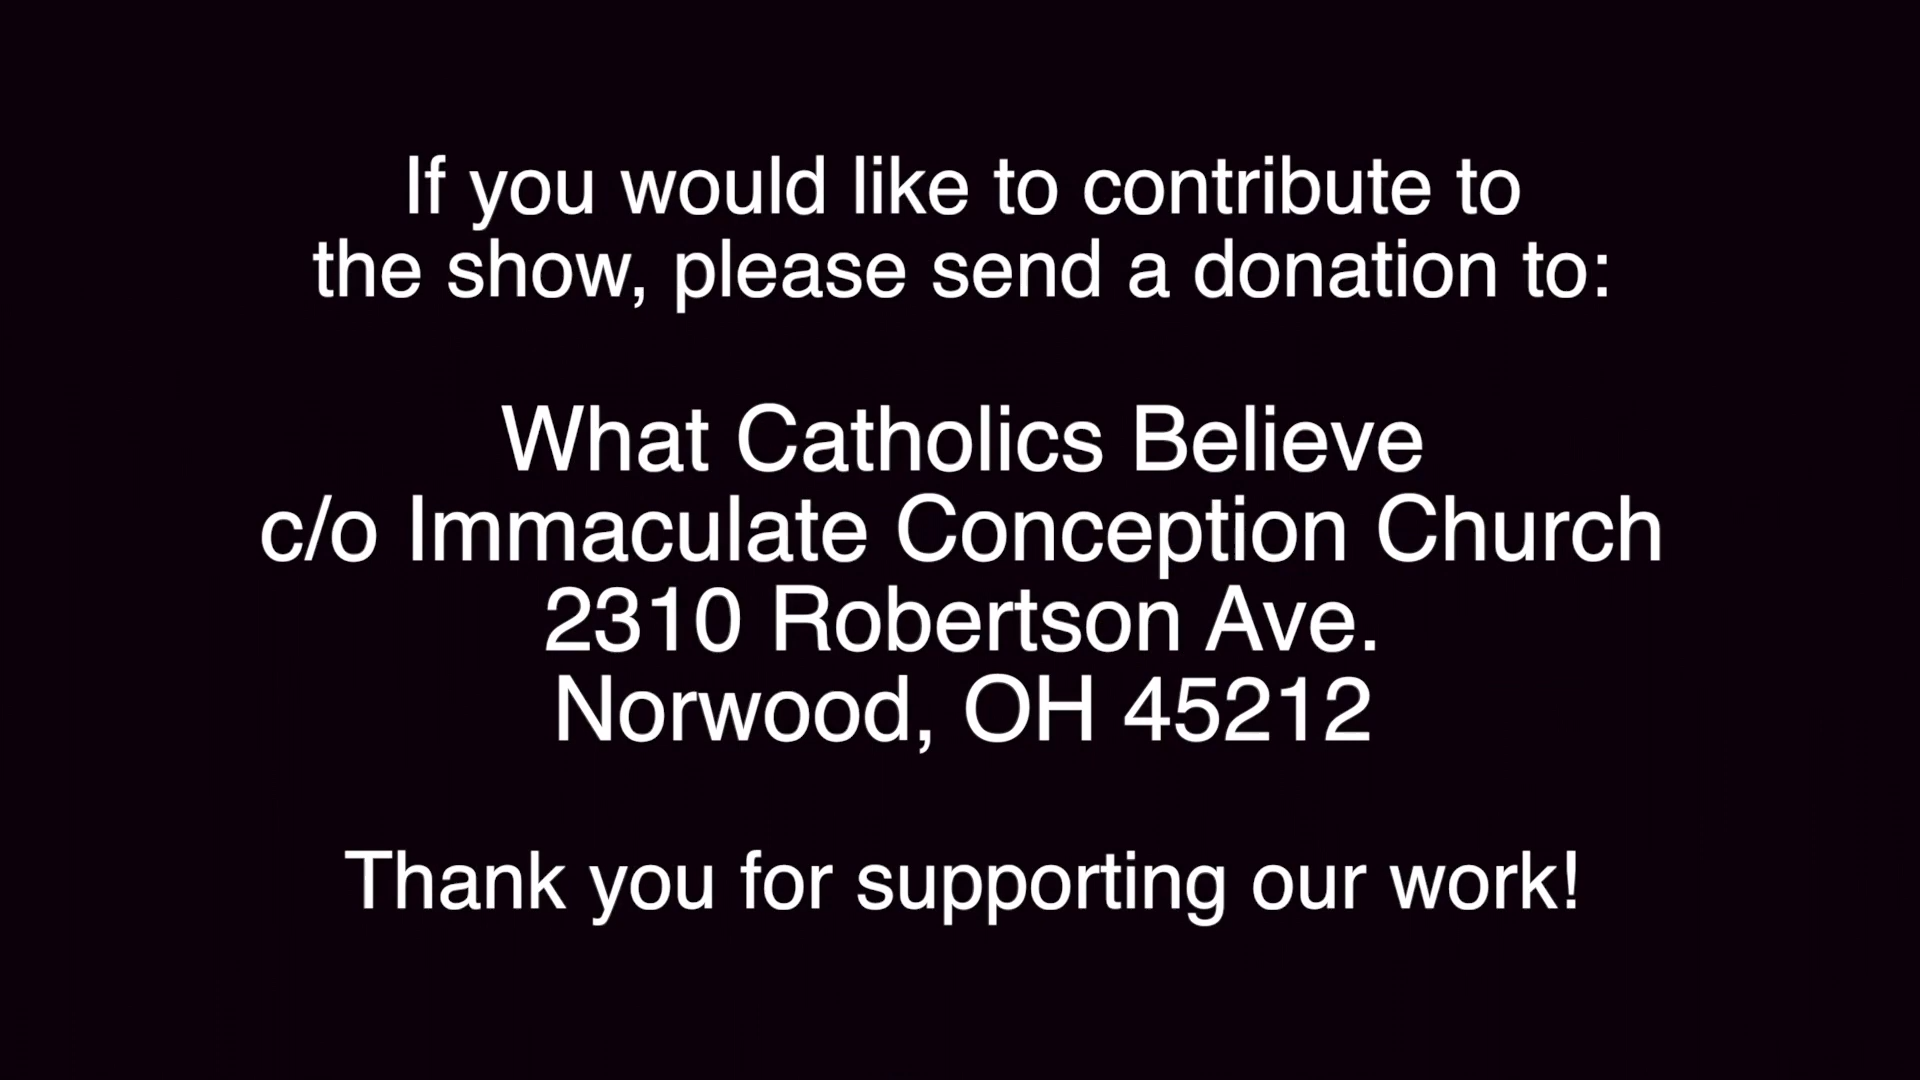 If you would like to contribute to
the show, please send a donation to:
What Catholics Believe
c/o Immaculate Conception Church
2310 Robertson Ave.
Norwood, OH 45212
Thank you for supporting our work!